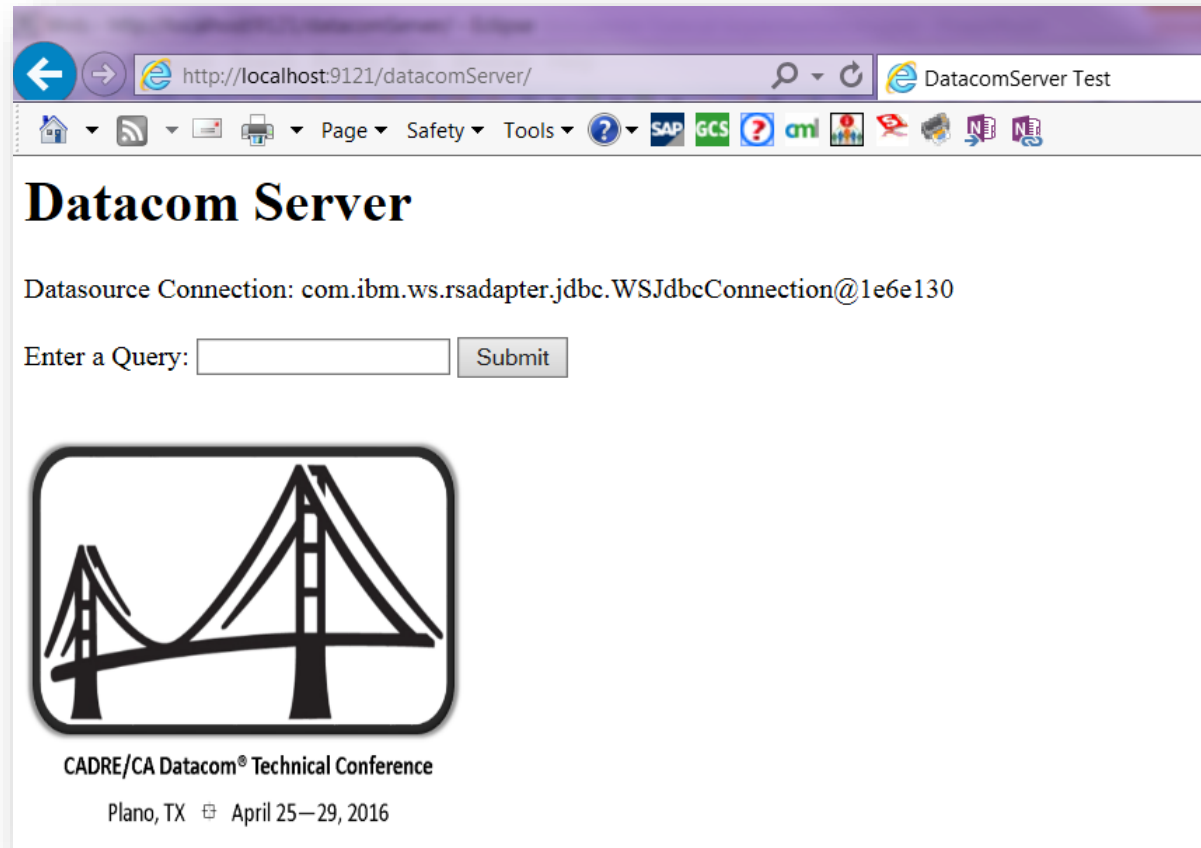 http://localhost:9121/datacomServer/
DatacomServer Test
Page Safety Tools ? SAP GCS ? aml N N
Datacom Server
Datasource Connection: com.ibm.ws.rsadapter.jdbc.WSJdbcConnection@1e6e130
Enter a Query: Submit
CADRE/CA Datacom® Technical Conference
Plano, TX April 25—29, 2016